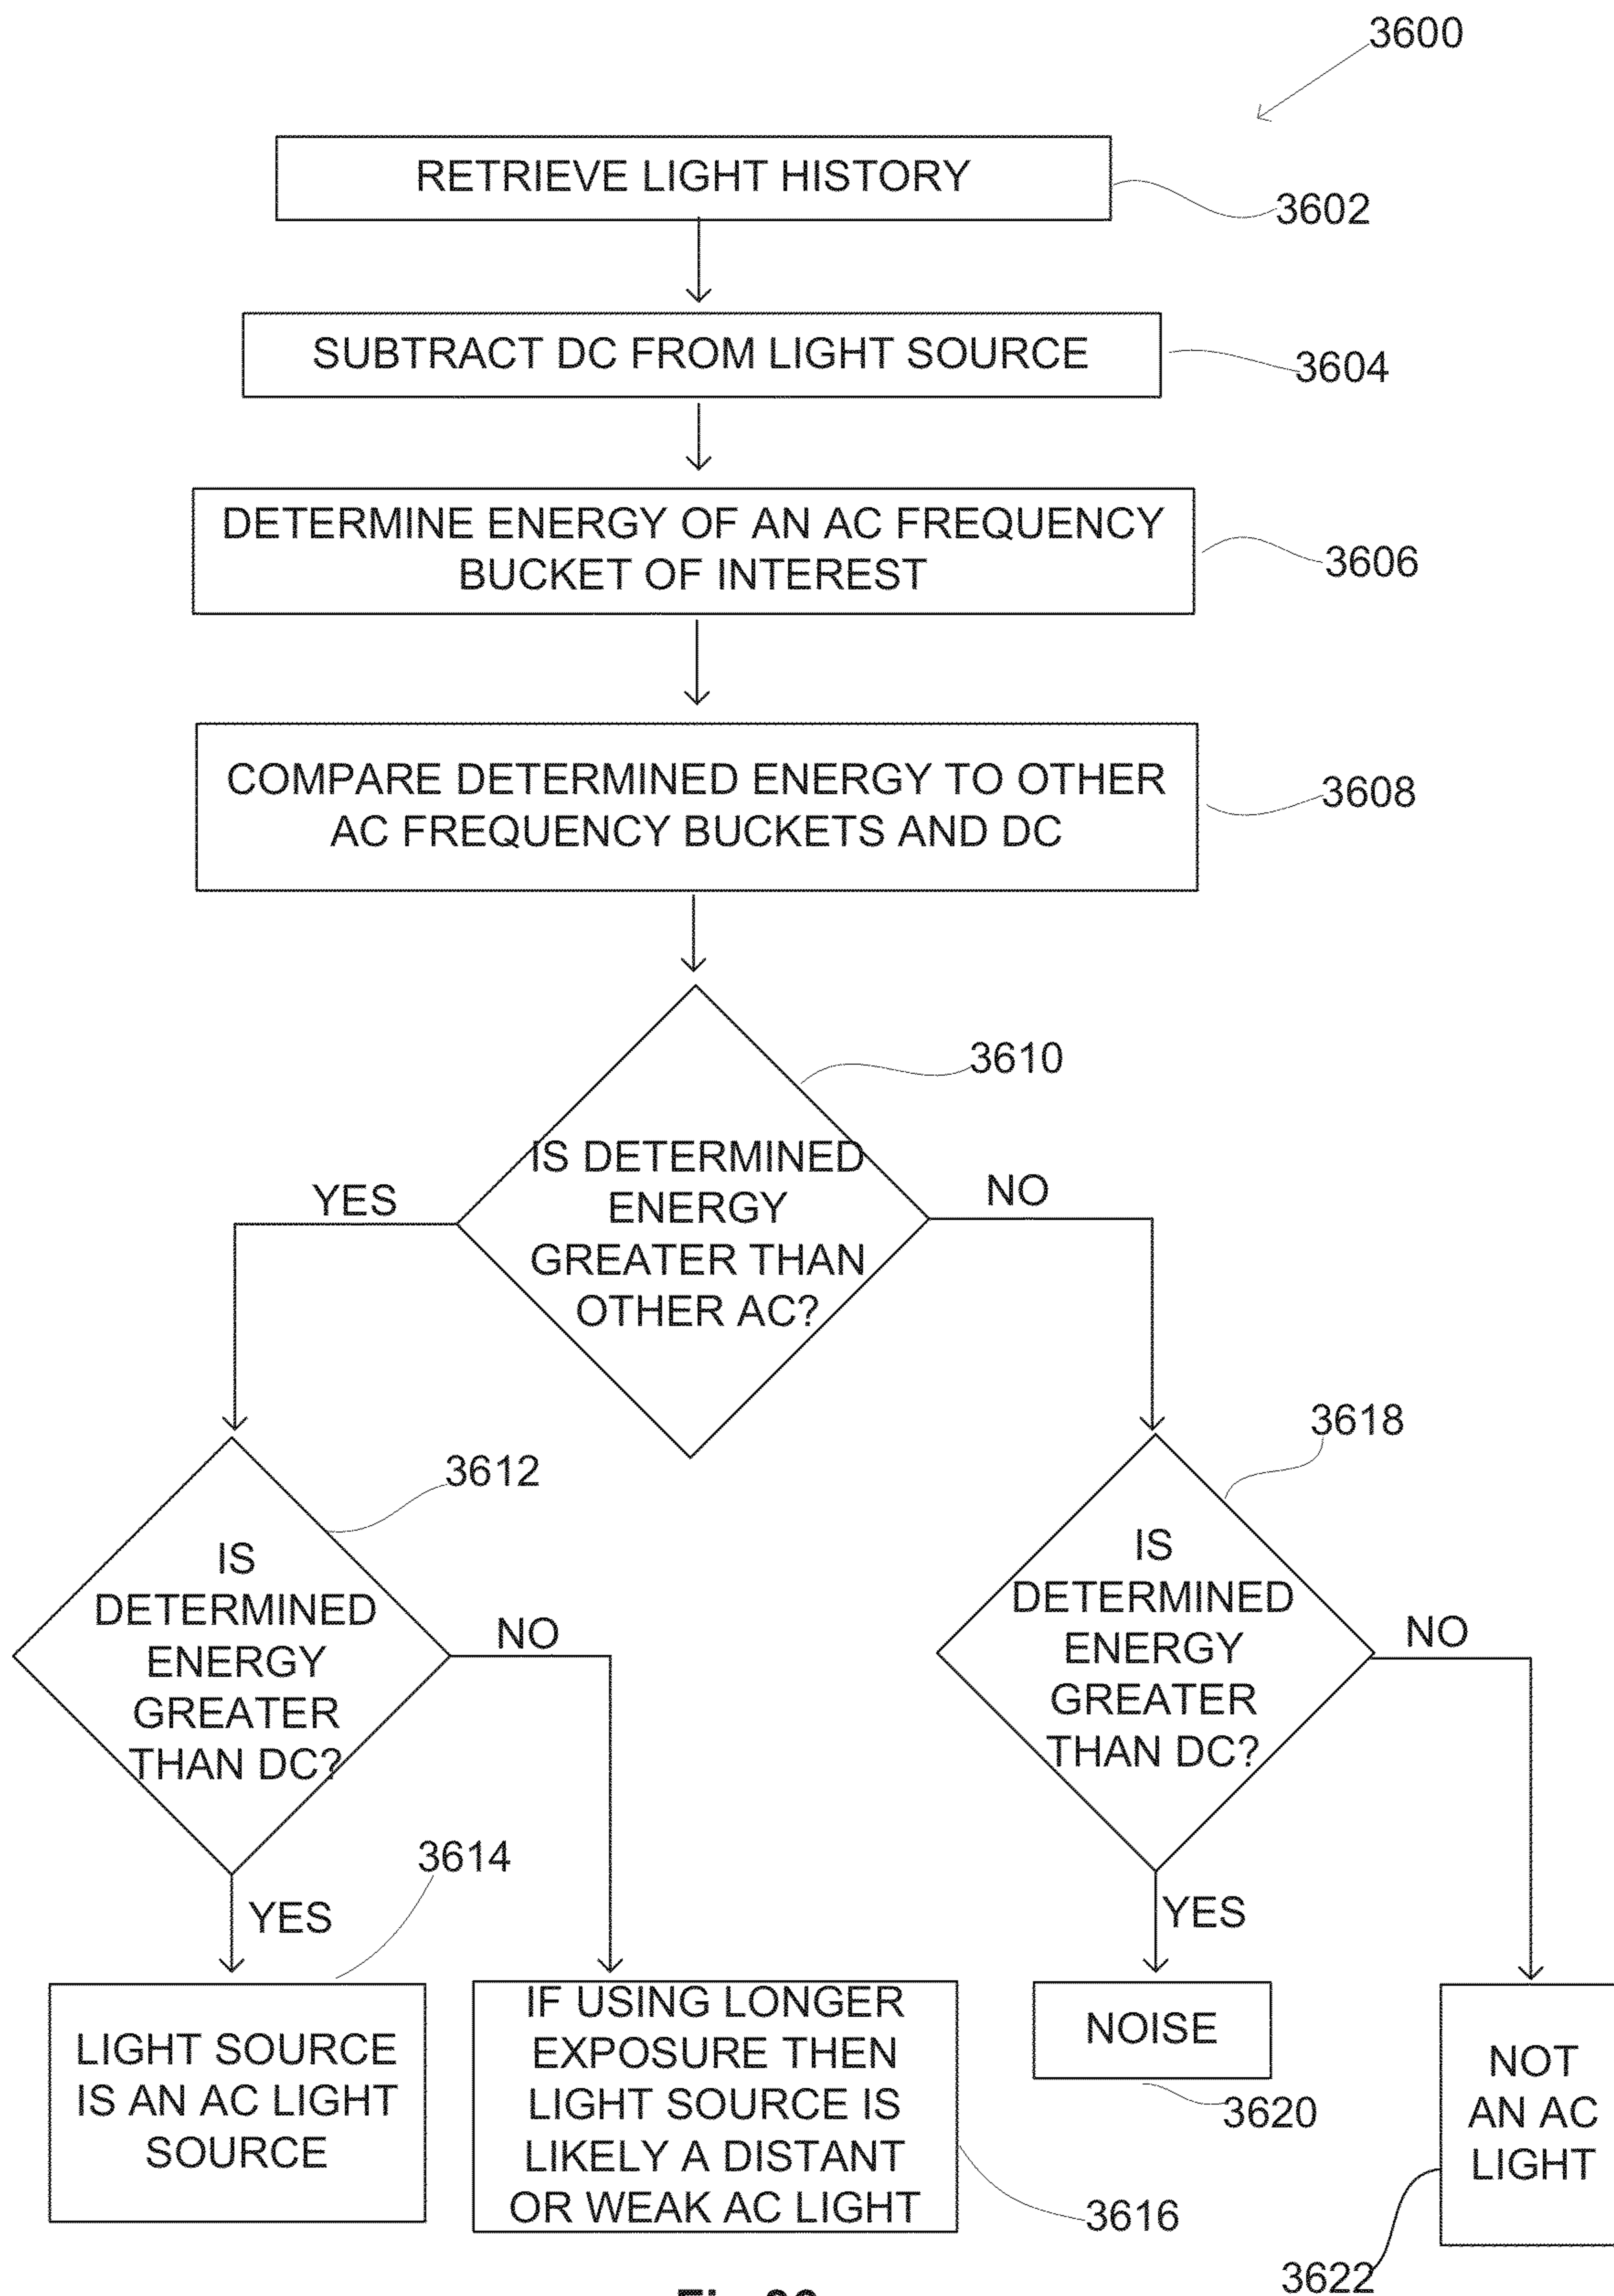 3600
RETRIEVE LIGHT HISTORY
3602
SUBTRACT DC FROM LIGHT SOURCE
3604
DETERMINE ENERGY OF AN AC FREQUENCY
BUCKET OF INTEREST
3606
COMPARE DETERMINED ENERGY TO OTHER
AC FREQUENCY BUCKETS AND DC
3608
3610
IS DETERMINED
ENERGY
GREATER THAN
OTHER AC?
YES
NO
3612
IS
DETERMINED
ENERGY
GREATER
THAN DC?
NO
YES
3618
IS
DETERMINED
ENERGY
GREATER
THAN DC?
NO
YES
3614
LIGHT SOURCE
IS AN AC LIGHT
SOURCE
IF USING LONGER
EXPOSURE THEN
LIGHT SOURCE IS
LIKELY A DISTANT
OR WEAK AC LIGHT
3616
NOISE
3620
NOT
AN AC
LIGHT
3622